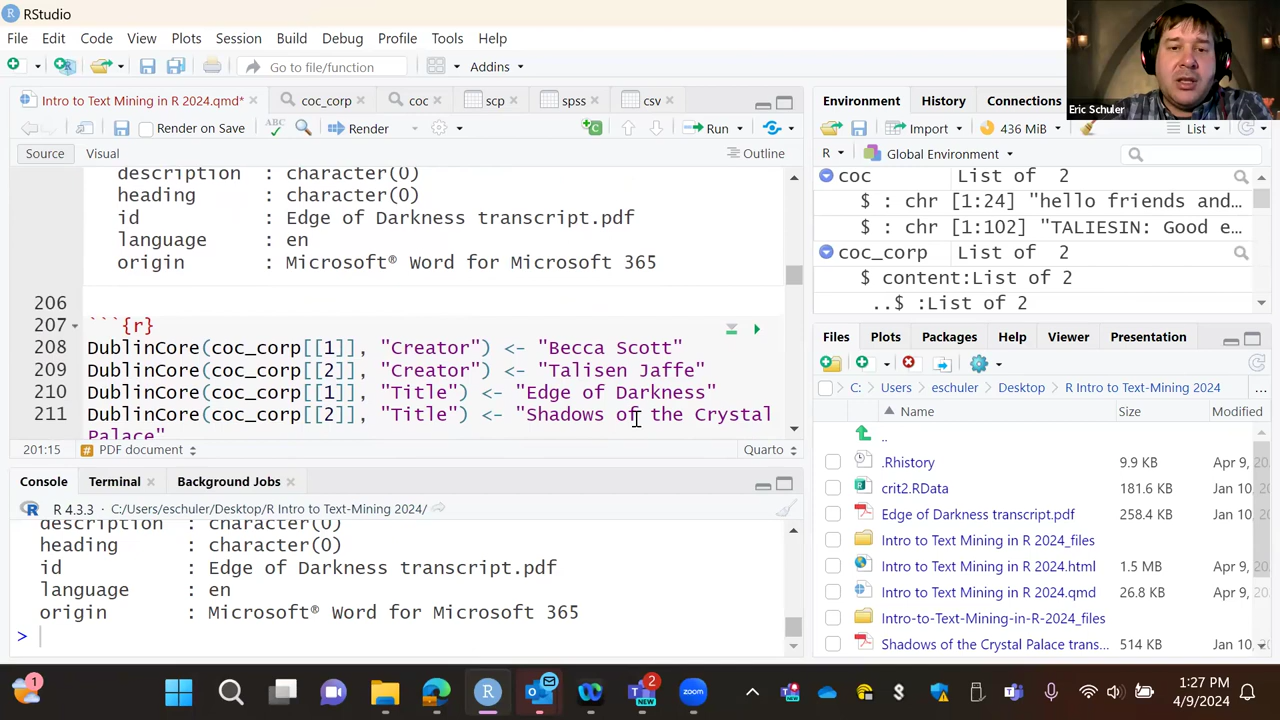 RStudio
File Edit Code View Plots Session Build Debug Profile Tools Help
Go to file/function Addins
Eric Schuler
Intro to Text Mining in R 2024.qmd* coc_corp coc scp spss csv
Render on Save ABC Render Run
Source Visual Outline
description : character(0)
heading : character(0)
id : Edge of Darkness transcript.pdf
language : en
origin : Microsoft® Word for Microsoft 365
206
207 ```{r}
208 DublinCore(coc_corp[[1]], "Creator") <- "Becca Scott"
209 DublinCore(coc_corp[[2]], "Creator") <- "Talisen Jaffe"
210 DublinCore(coc_corp[[1]], "Title") <- "Edge of Darkness"
211 DublinCore(coc_corp[[2]], "Title") <- "Shadows of the Crystal
Palace"
201:15 # PDF document Quarto
Console Terminal Background Jobs
R 4.3.3 · C:/Users/eschuler/Desktop/R Intro to Text-Mining 2024/
description : character(0)
heading : character(0)
id : Edge of Darkness transcript.pdf
language : en
origin : Microsoft® Word for Microsoft 365
>
Environment History Connections
Import 436 MiB List
R Global Environment
coc List of 2
$ : chr [1:24] "hello friends and…
$ : chr [1:102] "TALIESIN: Good e…
coc_corp List of 2
$ content:List of 2
..$ :List of 2
Files Plots Packages Help Viewer Presentation
C: Users eschuler Desktop R Intro to Text-Mining 2024 ...
Name Size Modified
..
.Rhistory 9.9 KB Apr 9, 20
crit2.RData 181.6 KB Jan 10,
Edge of Darkness transcript.pdf 258.4 KB Jan 10,
Intro to Text Mining in R 2024_files
Intro to Text Mining in R 2024.html 1.5 MB Apr 9, 20
Intro to Text Mining in R 2024.qmd 26.8 KB Apr 9, 20
Intro-to-Text-Mining-in-R-2024_files
Shadows of the Crystal Palace trans... 514 KB Jan 10,
1 2 NEW zoom NEW 1:27 PM
4/9/2024